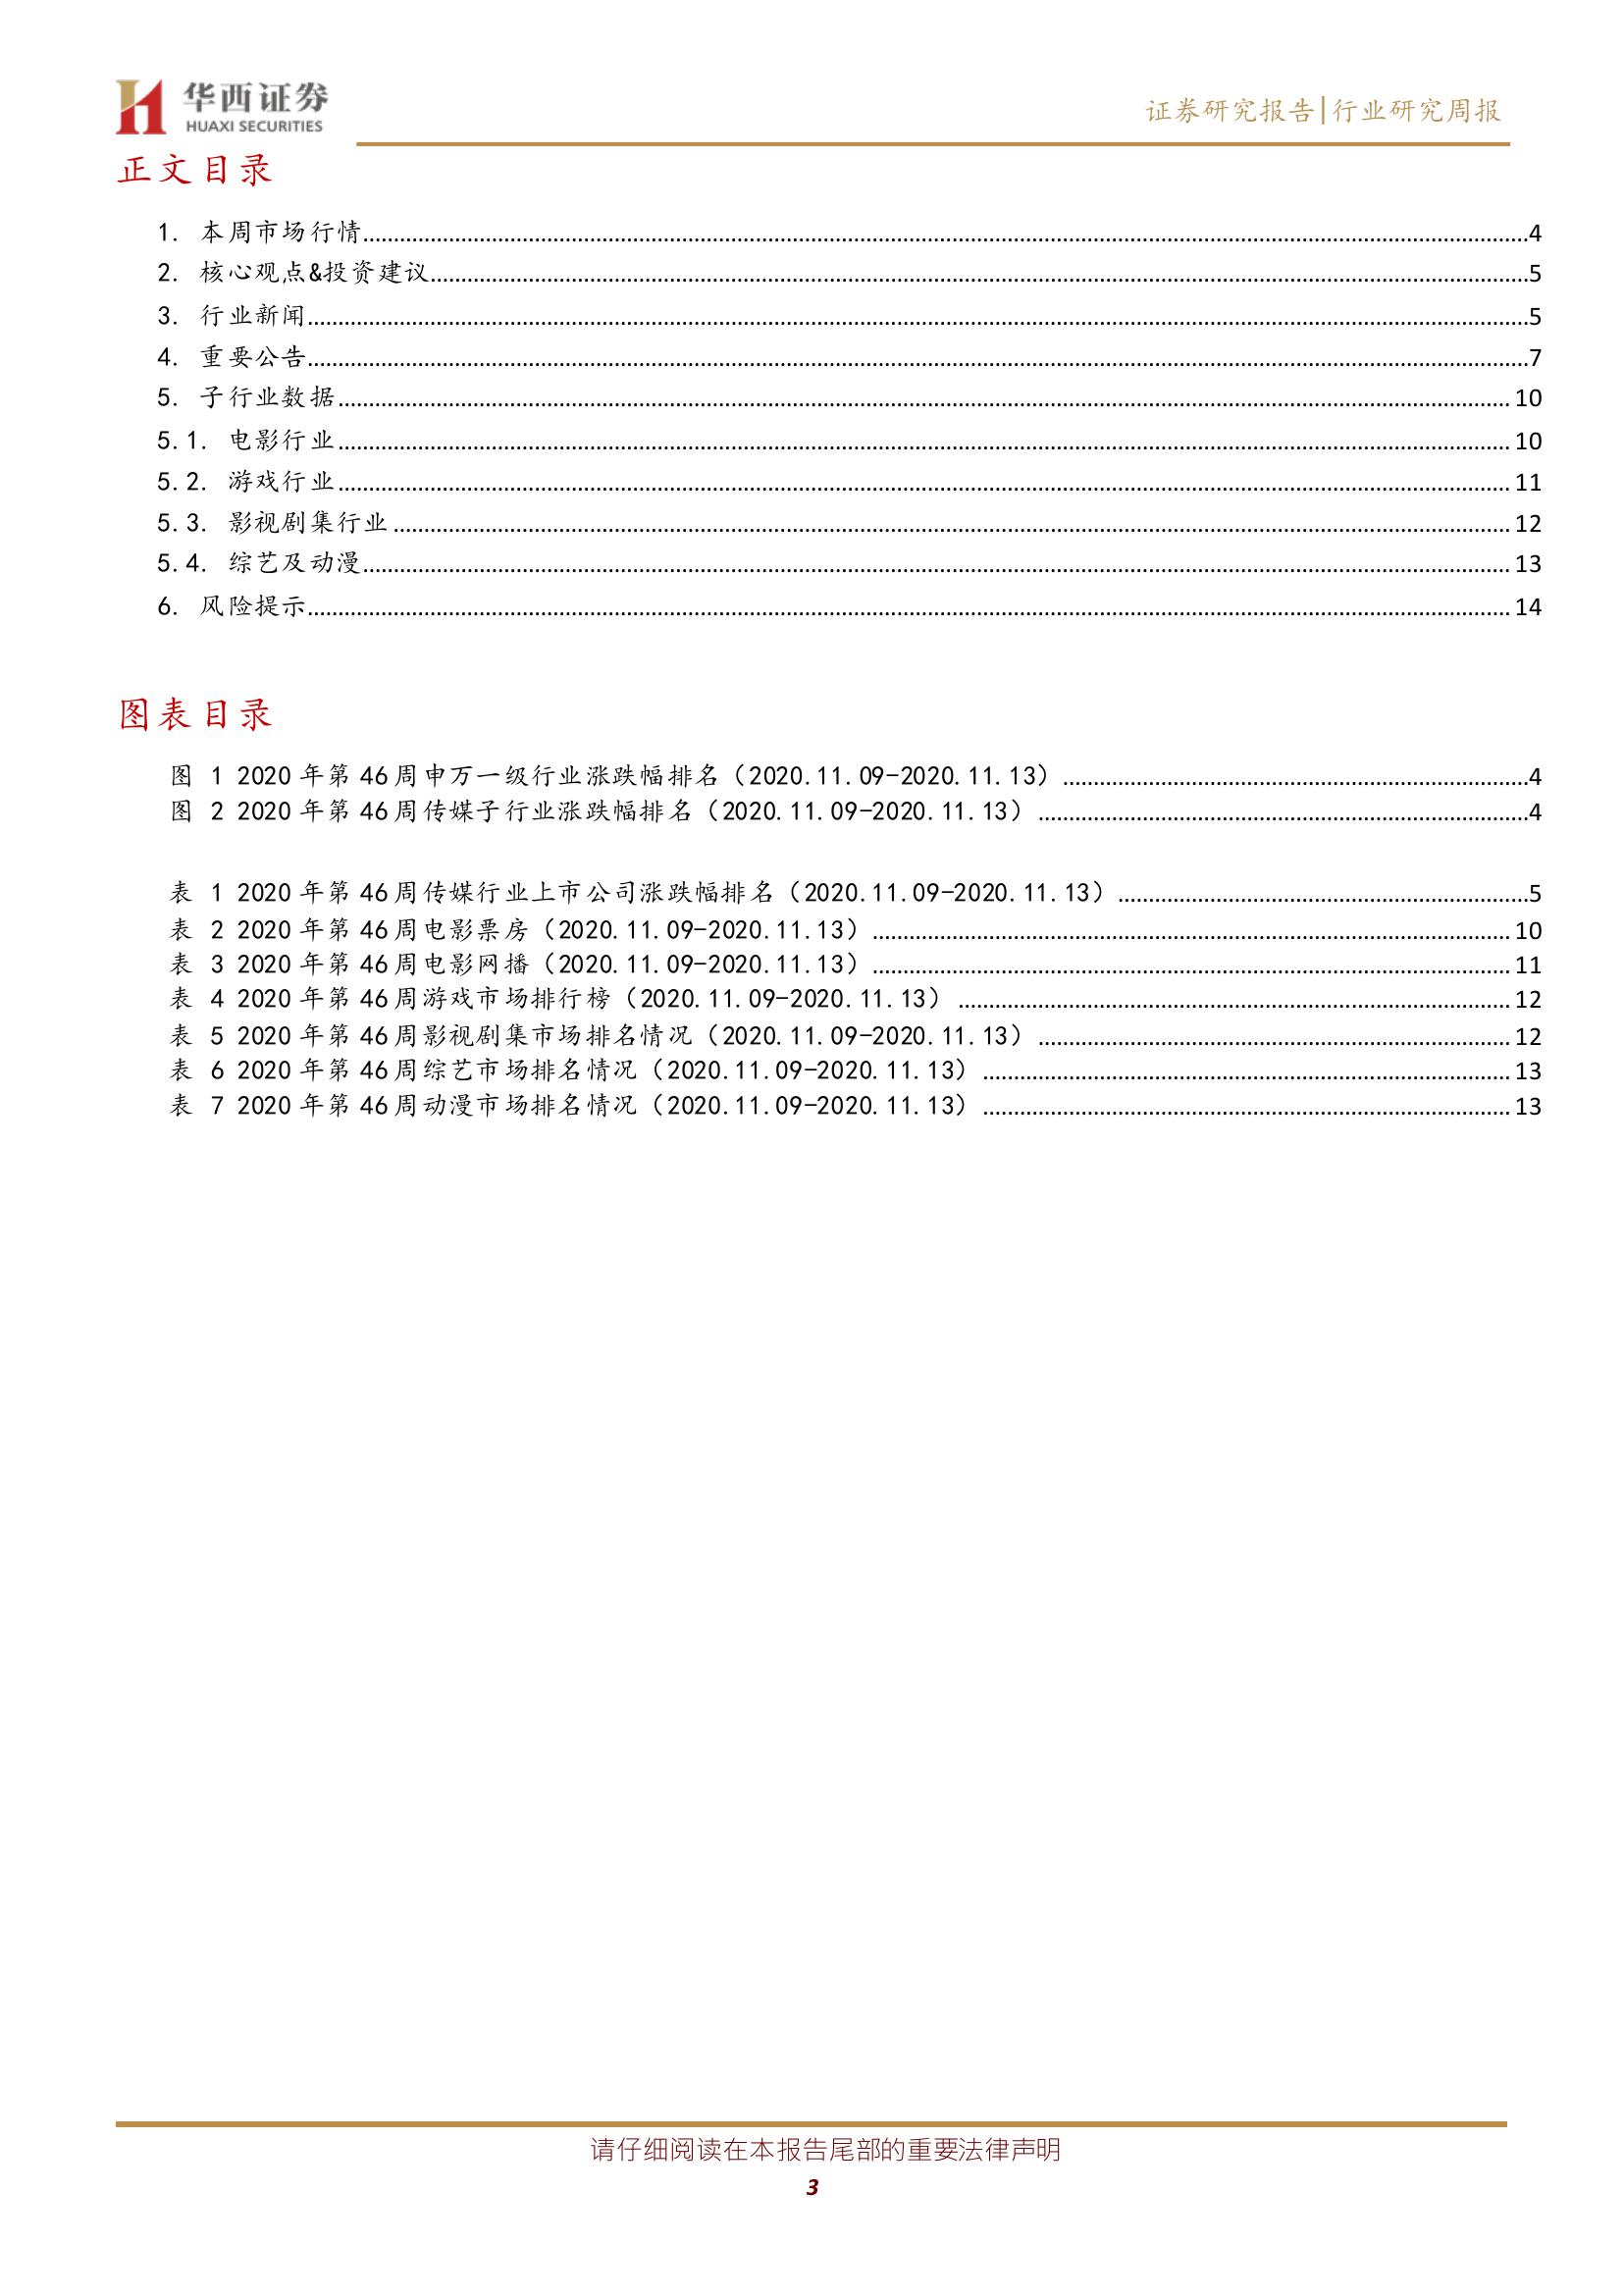 华西证券
HUAXI SECURITIES
证券研究报告|行业研究周报
正文目录
1. 本周市场行情....................4
2. 核心观点&投资建议....................5
3. 行业新闻....................5
4. 重要公告....................7
5. 子行业数据....................10
5.1. 电影行业....................10
5.2. 游戏行业....................11
5.3. 影视剧集行业....................12
5.4. 综艺及动漫....................13
6. 风险提示....................14
图表目录
图 1 2020 年第 46 周申万一级行业涨跌幅排名（2020.11.09-2020.11.13）....................4
图 2 2020 年第 46 周传媒子行业涨跌幅排名（2020.11.09-2020.11.13）....................4
表 1 2020 年第 46 周传媒行业上市公司涨跌幅排名（2020.11.09-2020.11.13）....................5
表 2 2020 年第 46 周电影票房（2020.11.09-2020.11.13）....................10
表 3 2020 年第 46 周电影网播（2020.11.09-2020.11.13）....................11
表 4 2020 年第 46 周游戏市场排行榜（2020.11.09-2020.11.13）....................12
表 5 2020 年第 46 周影视剧集市场排名情况（2020.11.09-2020.11.13）....................12
表 6 2020 年第 46 周综艺市场排名情况（2020.11.09-2020.11.13）....................13
表 7 2020 年第 46 周动漫市场排名情况（2020.11.09-2020.11.13）....................13
请仔细阅读在本报告尾部的重要法律声明
3